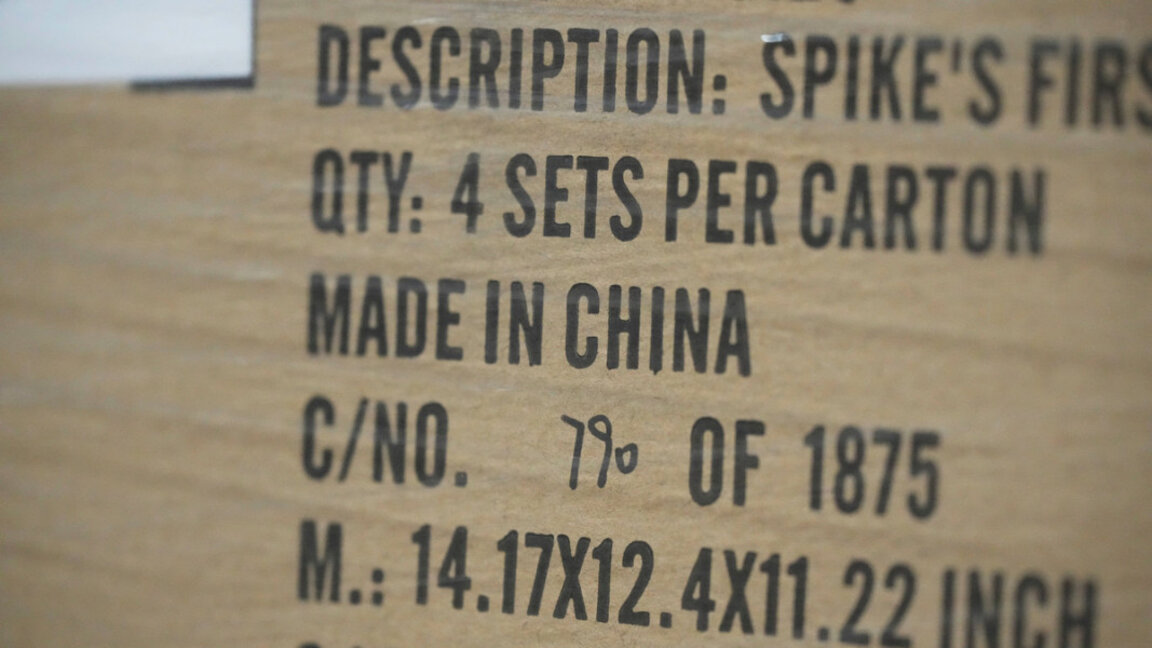 DESCRIPTION: SPIKE'S
QTY: 4 SETS PER CARTON
MADE IN CHINA
C/NO. 790 OF 1875
M.: 14.17X12.4X11.22 INCH